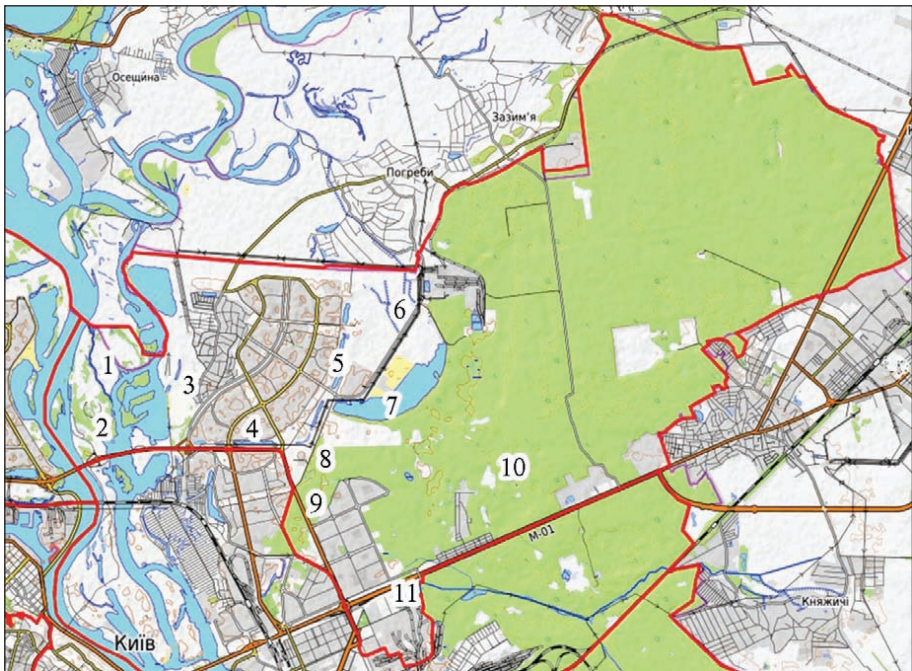 Осещина
Зазим'я
Погреби
6
1
5
3
7
2
4
8
10
9
М-01
11
Княжичі
Київ